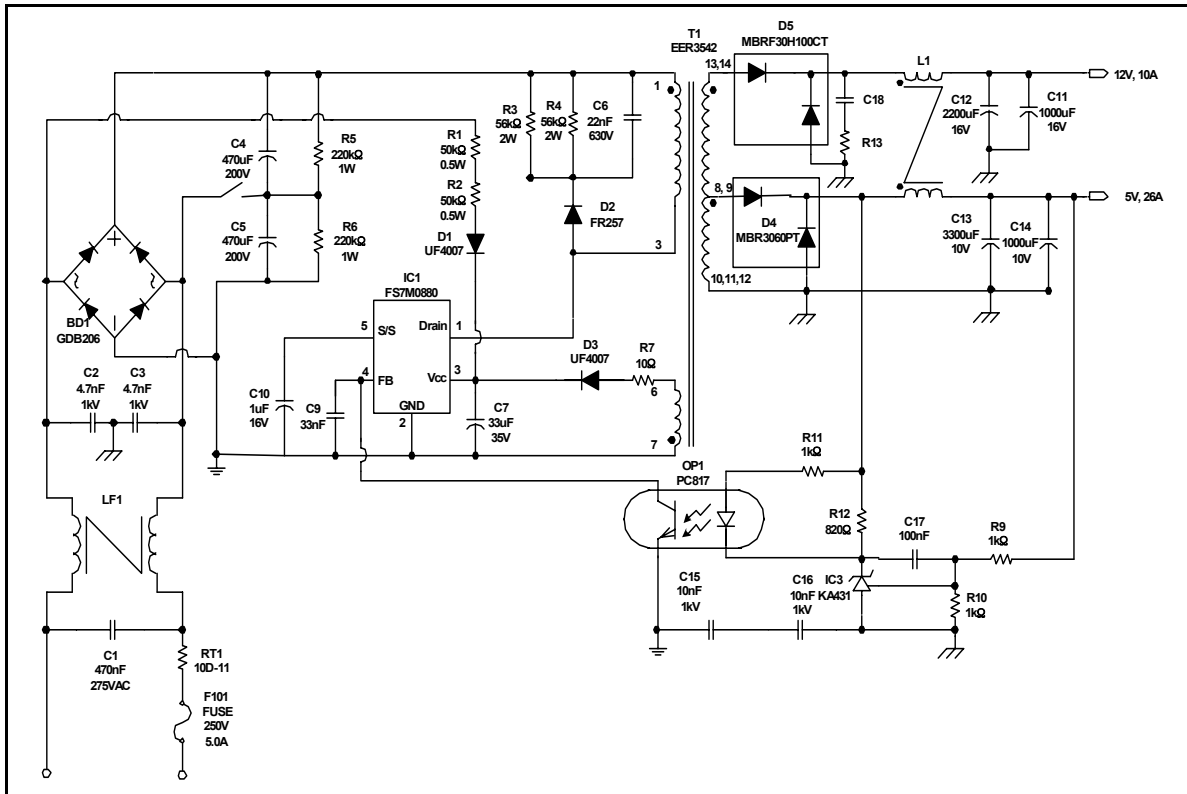 T1
EER3542
D5
MBRF30H100CT
13,14
L1
12V, 10A
1
R3
56kΩ
2W
R4
56kΩ
2W
C6
22nF
630V
C18
R13
C12
2200uF
16V
C11
1000uF
16V
R1
50kΩ
0.5W
R2
50kΩ
0.5W
C4
470uF
200V
R5
220kΩ
1W
8, 9
5V, 26A
D2
FR257
D4
MBR3060PT
C13
3300uF
10V
C14
1000uF
10V
C5
470uF
200V
R6
220kΩ
1W
D1
UF4007
3
10,11,12
+
~
~
−
BD1
GDB206
IC1
FS7M0880
5
S/S
Drain
1
4
FB
Vcc
3
GND
2
D3
UF4007
R7
10Ω
6
7
C2
4.7nF
1kV
C3
4.7nF
1kV
C10
1uF
16V
C9
33nF
C7
33uF
35V
R11
1kΩ
OP1
PC817
LF1
R12
820Ω
C17
100nF
R9
1kΩ
C15
10nF
1kV
C16
10nF
1kV
IC3
KA431
R10
1kΩ
C1
470nF
275VAC
RT1
10D-11
F101
FUSE
250V
5.0A